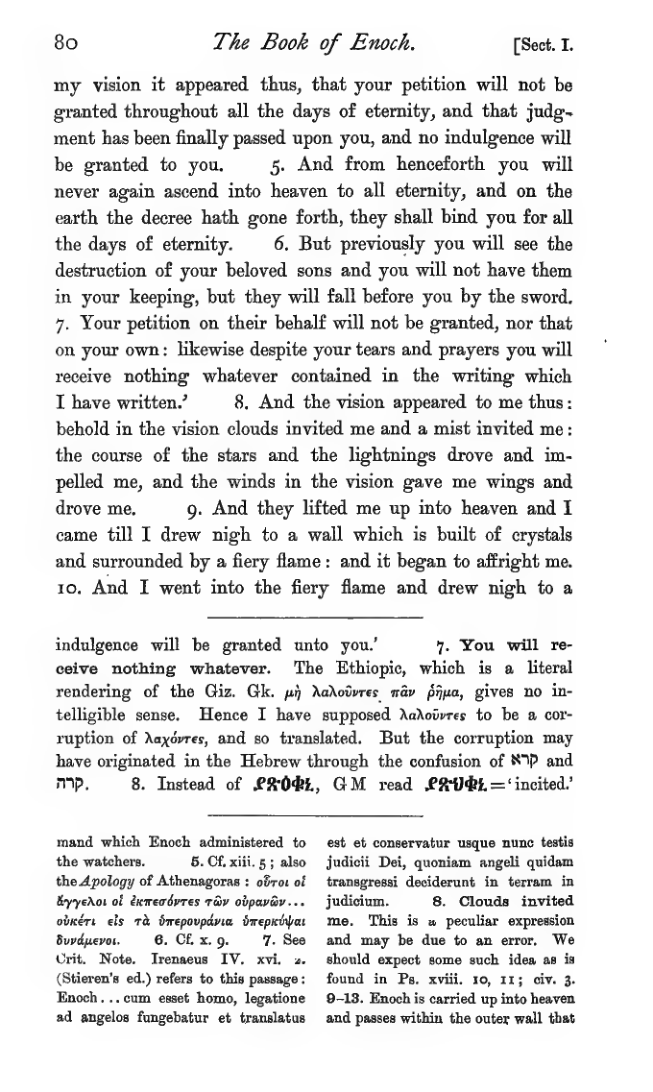 80 The Book of Enoch. [Sect. I.
my vision it appeared thus, that your petition will not be
granted throughout all the days of eternity, and that judg-
ment has been finally passed upon you, and no indulgence will
be granted to you. 5. And from henceforth you will
never again ascend into heaven to all eternity, and on the
earth the decree hath gone forth, they shall bind you for all
the days of eternity. 6. But previously you will see the
destruction of your beloved sons and you will not have them
in your keeping, but they will fall before you by the sword.
7. Your petition on their behalf will not be granted, nor that
on your own: likewise despite your tears and prayers you will
receive nothing whatever contained in the writing which
I have written.’ 8. And the vision appeared to me thus:
behold in the vision clouds invited me and a mist invited me:
the course of the stars and the lightnings drove and im-
pelled me, and the winds in the vision gave me wings and
drove me. 9. And they lifted me up into heaven and I
came till I drew nigh to a wall which is built of crystals
and surrounded by a fiery flame: and it began to affright me.
10. And I went into the fiery flame and drew nigh to a
indulgence will be granted unto you.’ 7. You will re-
ceive nothing whatever. The Ethiopic, which is a literal
rendering of the Giz. Gk. μὴ λαλοῦντες πᾶν ῥῆμα, gives no in-
telligible sense. Hence I have supposed λαλοῦντες to be a cor-
ruption of λαχόντες, and so translated. But the corruption may
have originated in the Hebrew through the confusion of קרא and
קרה. 8. Instead of G M read =‘incited.’
mand which Enoch administered to
the watchers. 5. Cf. xiii. 5; also
the Apology of Athenagoras: οὗτοι οἱ
ἄγγελοι οἱ ἐκπεσόντες τῶν οὐρανῶν...
οὐκέτι εἰς τὰ ὑπερουράνια ὑπερκύψαι
δυνάμενοι. 6. Cf. x. 9. 7. See
Crit. Note. Irenaeus IV. xvi. 2.
(Stieren’s ed.) refers to this passage:
Enoch... cum esset homo, legatione
ad angelos fungebatur et translatus
est et conservatur usque nunc testis
judicii Dei, quoniam angeli quidam
transgressi deciderunt in terram in
judicium. 8. Clouds invited
me. This is a peculiar expression
and may be due to an error. We
should expect some such idea as is
found in Ps. xviii. 10, 11; civ. 3.
9-13. Enoch is carried up into heaven
and passes within the outer wall that